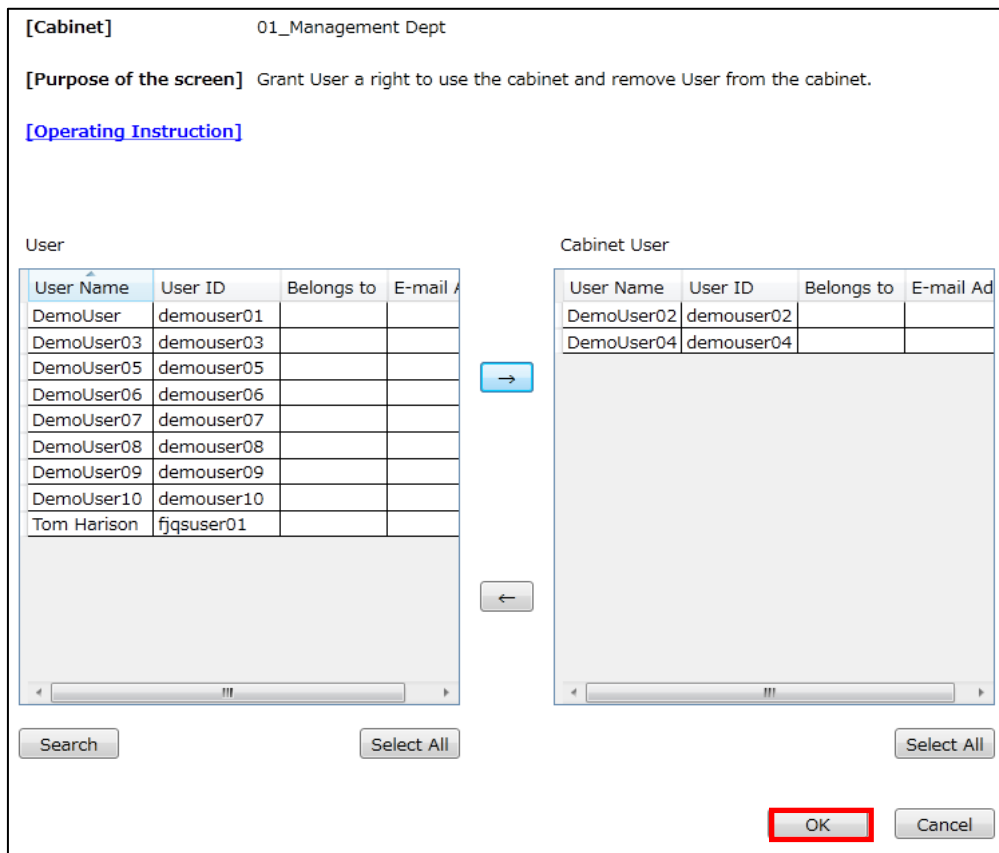 [Cabinet] 01_Management Dept
[Purpose of the screen] Grant User a right to use the cabinet and remove User from the cabinet.
[Operating Instruction]
User
User Name User ID Belongs to E-mail A
DemoUser demouser01
DemoUser03 demouser03
DemoUser05 demouser05
DemoUser06 demouser06
DemoUser07 demouser07
DemoUser08 demouser08
DemoUser09 demouser09
DemoUser10 demouser10
Tom Harison fjqsuser01
Search Select All
→
←
Cabinet User
User Name User ID Belongs to E-mail Ad
DemoUser02 demouser02
DemoUser04 demouser04
Select All
OK Cancel